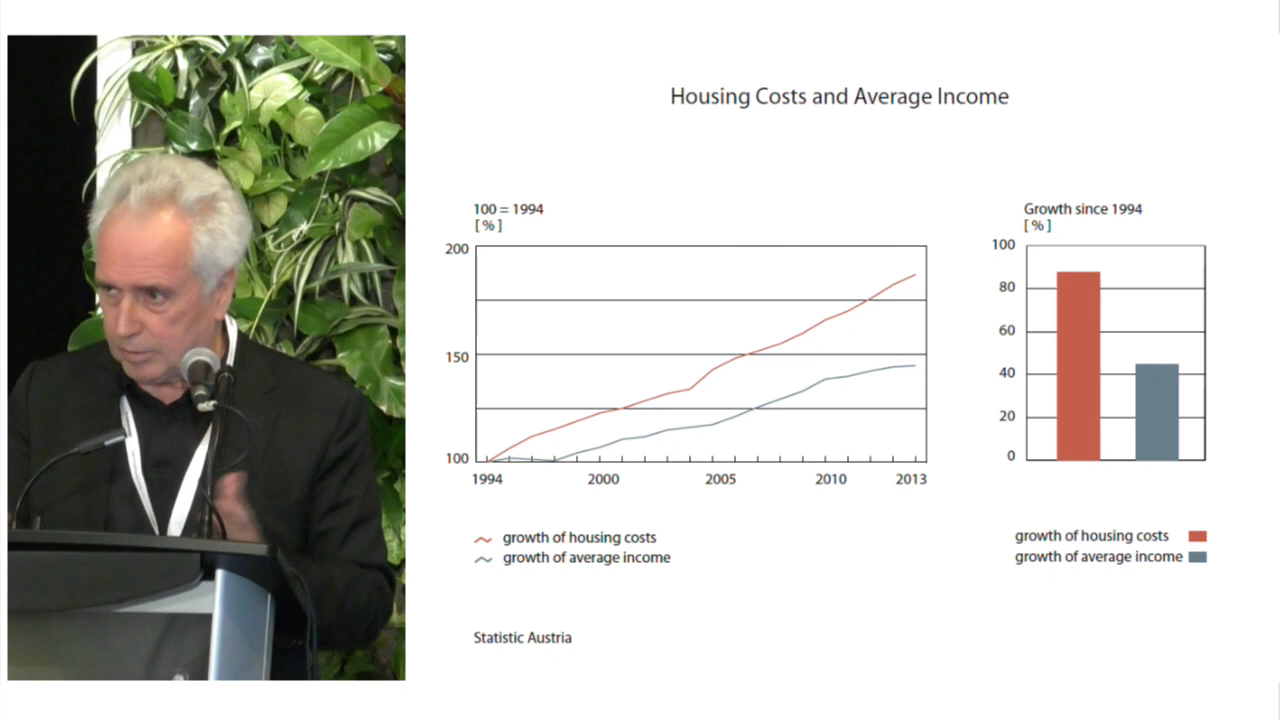 Housing Costs and Average Income
100 = 1994
[ % ]
200
150
100
1994 2000 2005 2010 2013
growth of housing costs
growth of average income
Statistic Austria
Growth since 1994
[ % ]
100
80
60
40
20
0
growth of housing costs
growth of average income